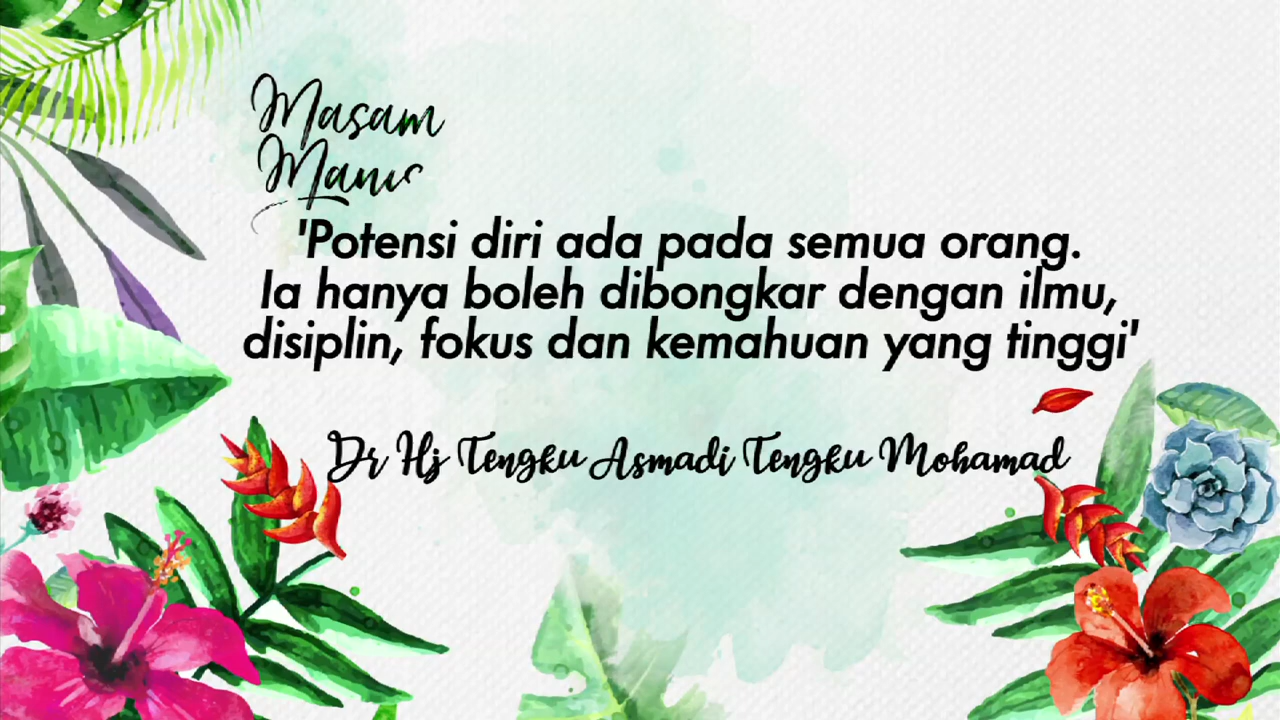 Masam
Manis
'Potensi diri ada pada semua orang.
Ia hanya boleh dibongkar dengan ilmu,
disiplin, fokus dan kemahuan yang tinggi'
Dr Hj Tengku Asmadi Tengku Mohamad